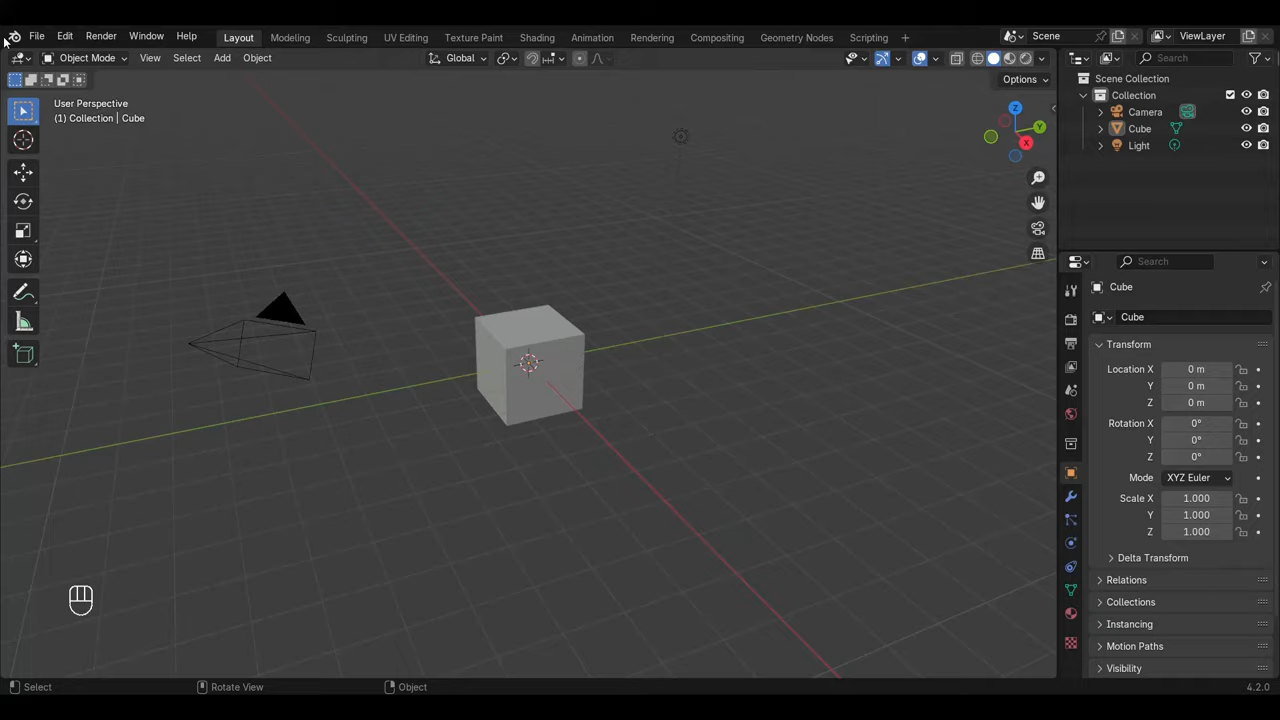 File Edit Render Window Help Layout Modeling Sculpting UV Editing Texture Paint Shading Animation Rendering Compositing Geometry Nodes Scripting + Scene ViewLayer
Object Mode View Select Add Object Global Search
Options
User Perspective
(1) Collection | Cube
Z
Y
X
Scene Collection
Collection
Camera
Cube
Light
Search
Cube
Cube
Transform
Location X 0 m
Y 0 m
Z 0 m
Rotation X 0°
Y 0°
Z 0°
Mode XYZ Euler
Scale X 1.000
Y 1.000
Z 1.000
Delta Transform
Relations
Collections
Instancing
Motion Paths
Visibility
Select Rotate View Object 4.2.0